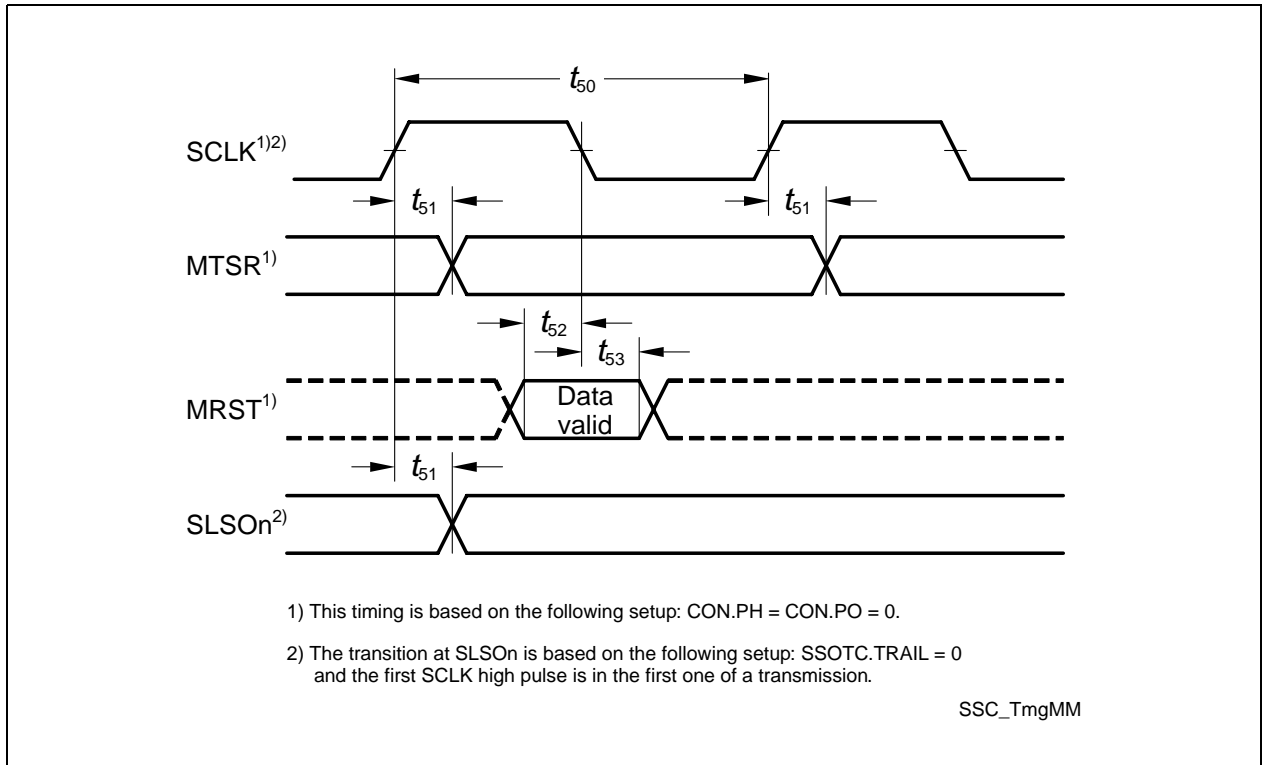 t50
SCLK1)2)
t51 t51
MTSR1)
t52
t53
MRST1)
Data
valid
t51
SLSOn2)
1) This timing is based on the following setup: CON.PH = CON.PO = 0.
2) The transition at SLSOn is based on the following setup: SSOTC.TRAIL = 0
and the first SCLK high pulse is in the first one of a transmission.
SSC_TmgMM